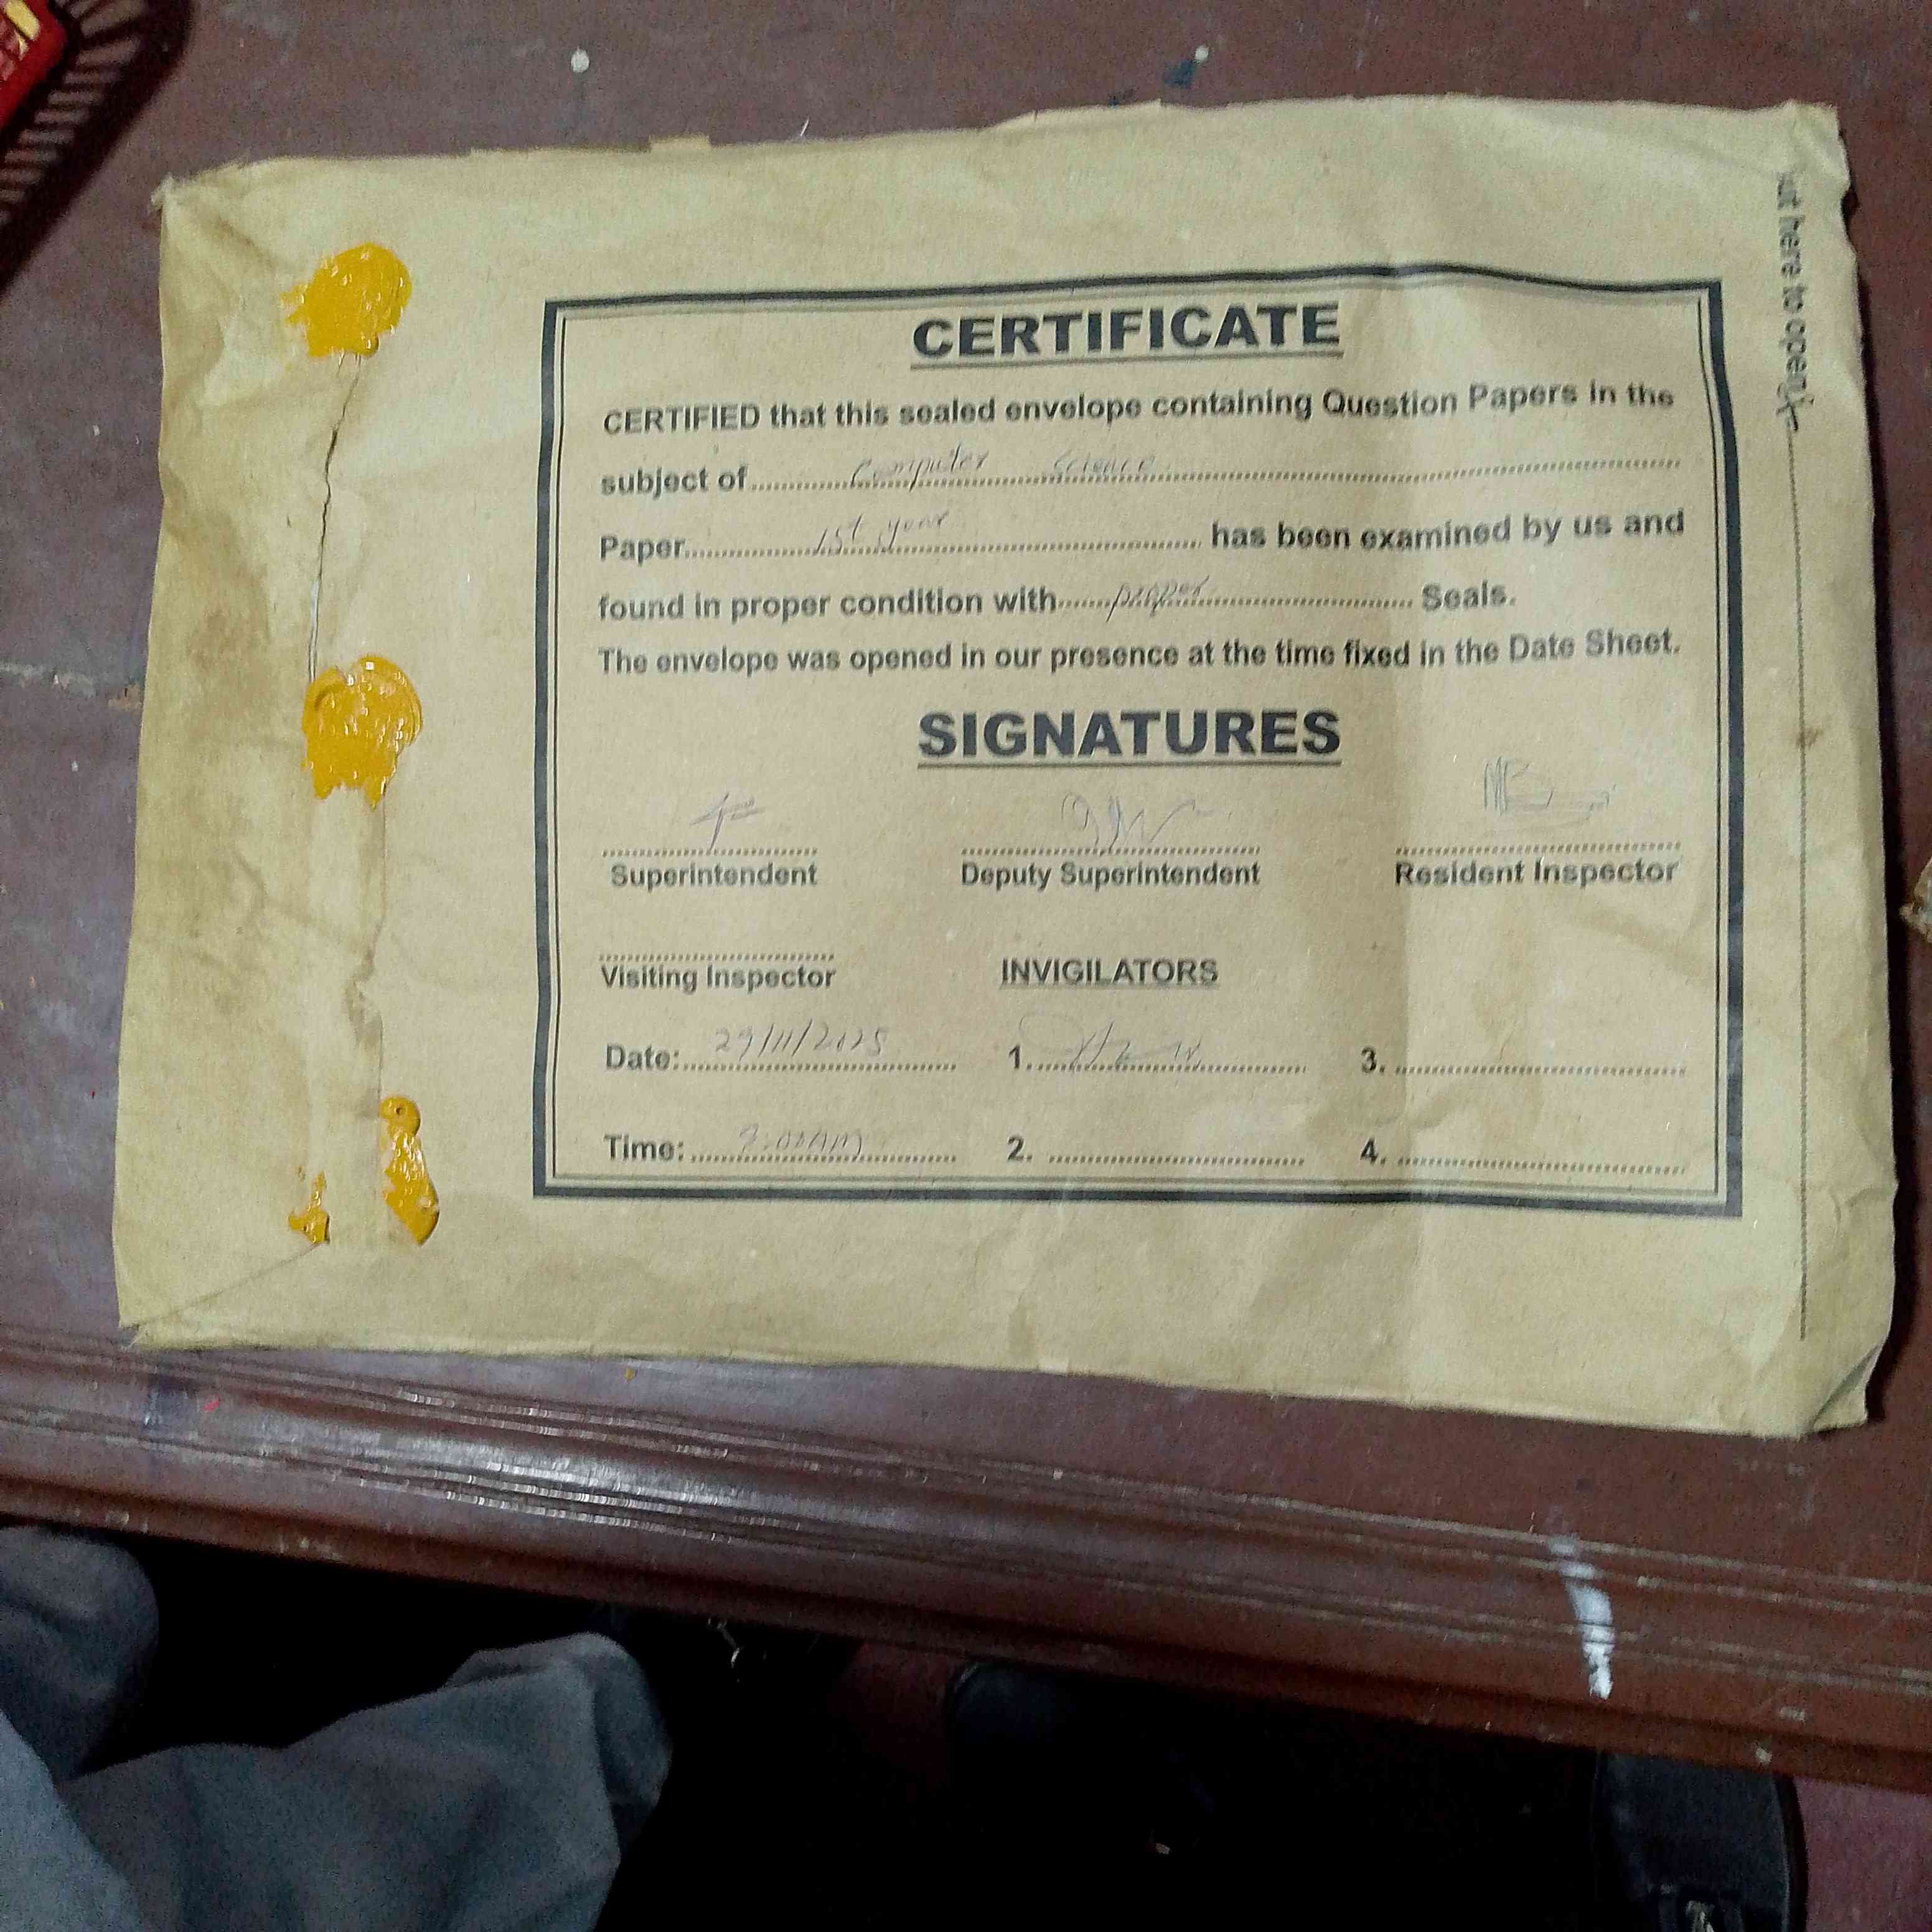 CERTIFICATE
CERTIFIED that this sealed envelope containing Question Papers in the
subject of Computer Science
Paper 1st year has been examined by us and
found in proper condition with proper Seals.
The envelope was opened in our presence at the time fixed in the Date Sheet.
SIGNATURES
Superintendent Deputy Superintendent Resident Inspector
Visiting Inspector INVIGILATORS
Date: 29/11/2025 1. 3.
Time: 2. 4.
here to open